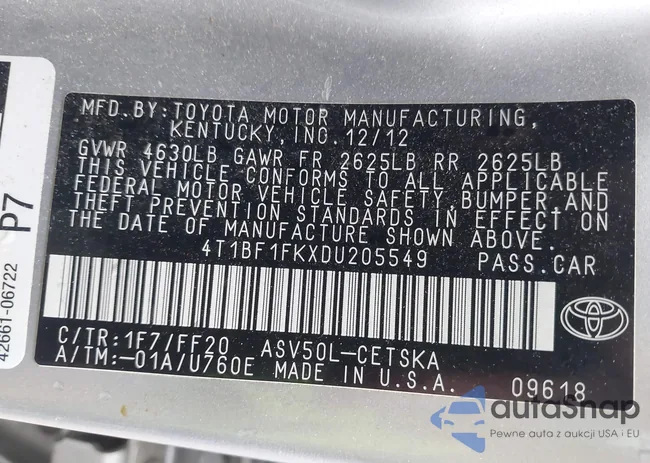 MFD.BY:TOYOTA MOTOR MANUFACTURING,
KENTUCKY, INC. 12/12
GVWR 4630LB GAWR FR 2625LB RR 2625LB
THIS VEHICLE CONFORMS TO ALL APPLICABLE
FEDERAL MOTOR VEHICLE SAFETY, BUMPER, AND
THEFT PREVENTION STANDARDS IN EFFECT ON
THE DATE OF MANUFACTURE SHOWN ABOVE.
4T1BF1FKXDU205549 PASS.CAR
C/TR:1F7/FF20 ASV50L-CETSKA
A/TM:-01A/U760E MADE IN U.S.A. 09618
P7
42661-06722
autoSnap
Pewne auta z aukcji USA i EU